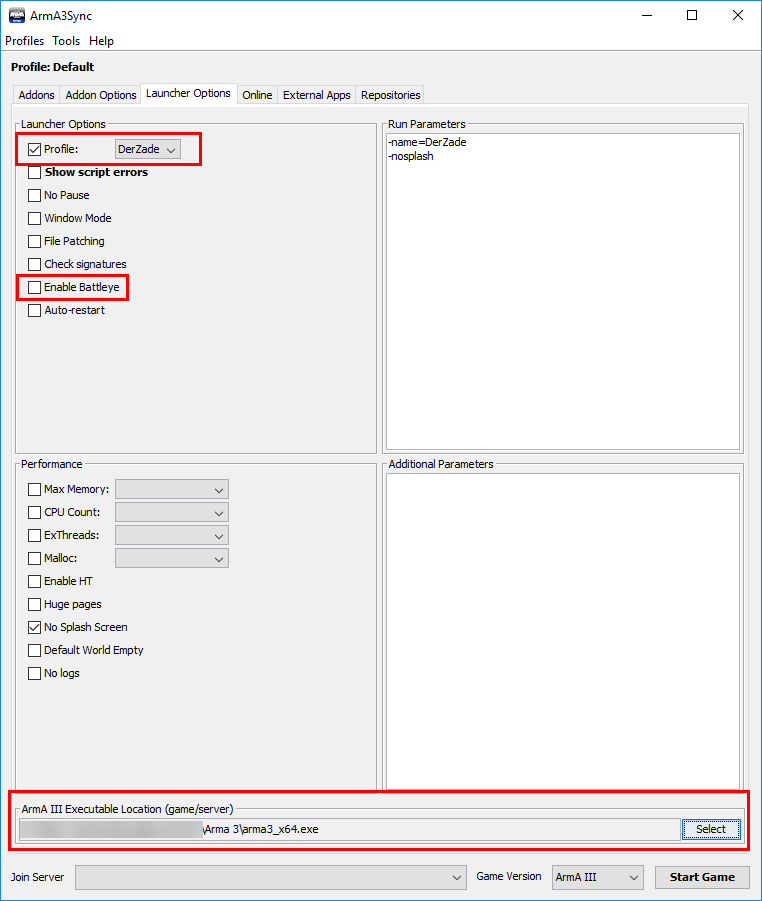 ArmA3Sync
Profiles Tools Help
Profile: Default
Addons Addon Options Launcher Options Online External Apps Repositories
Launcher Options
Profile: DerZade
Show script errors
No Pause
Window Mode
File Patching
Check signatures
Enable Battleye
Auto-restart
Run Parameters
-name=DerZade
-nosplash
Performance
Max Memory:
CPU Count:
ExThreads:
Malloc:
Enable HT
Huge pages
No Splash Screen
Default World Empty
No logs
Additional Parameters
ArmA III Executable Location (game/server)
\Arma 3\arma3_x64.exe Select
Join Server Game Version ArmA III Start Game